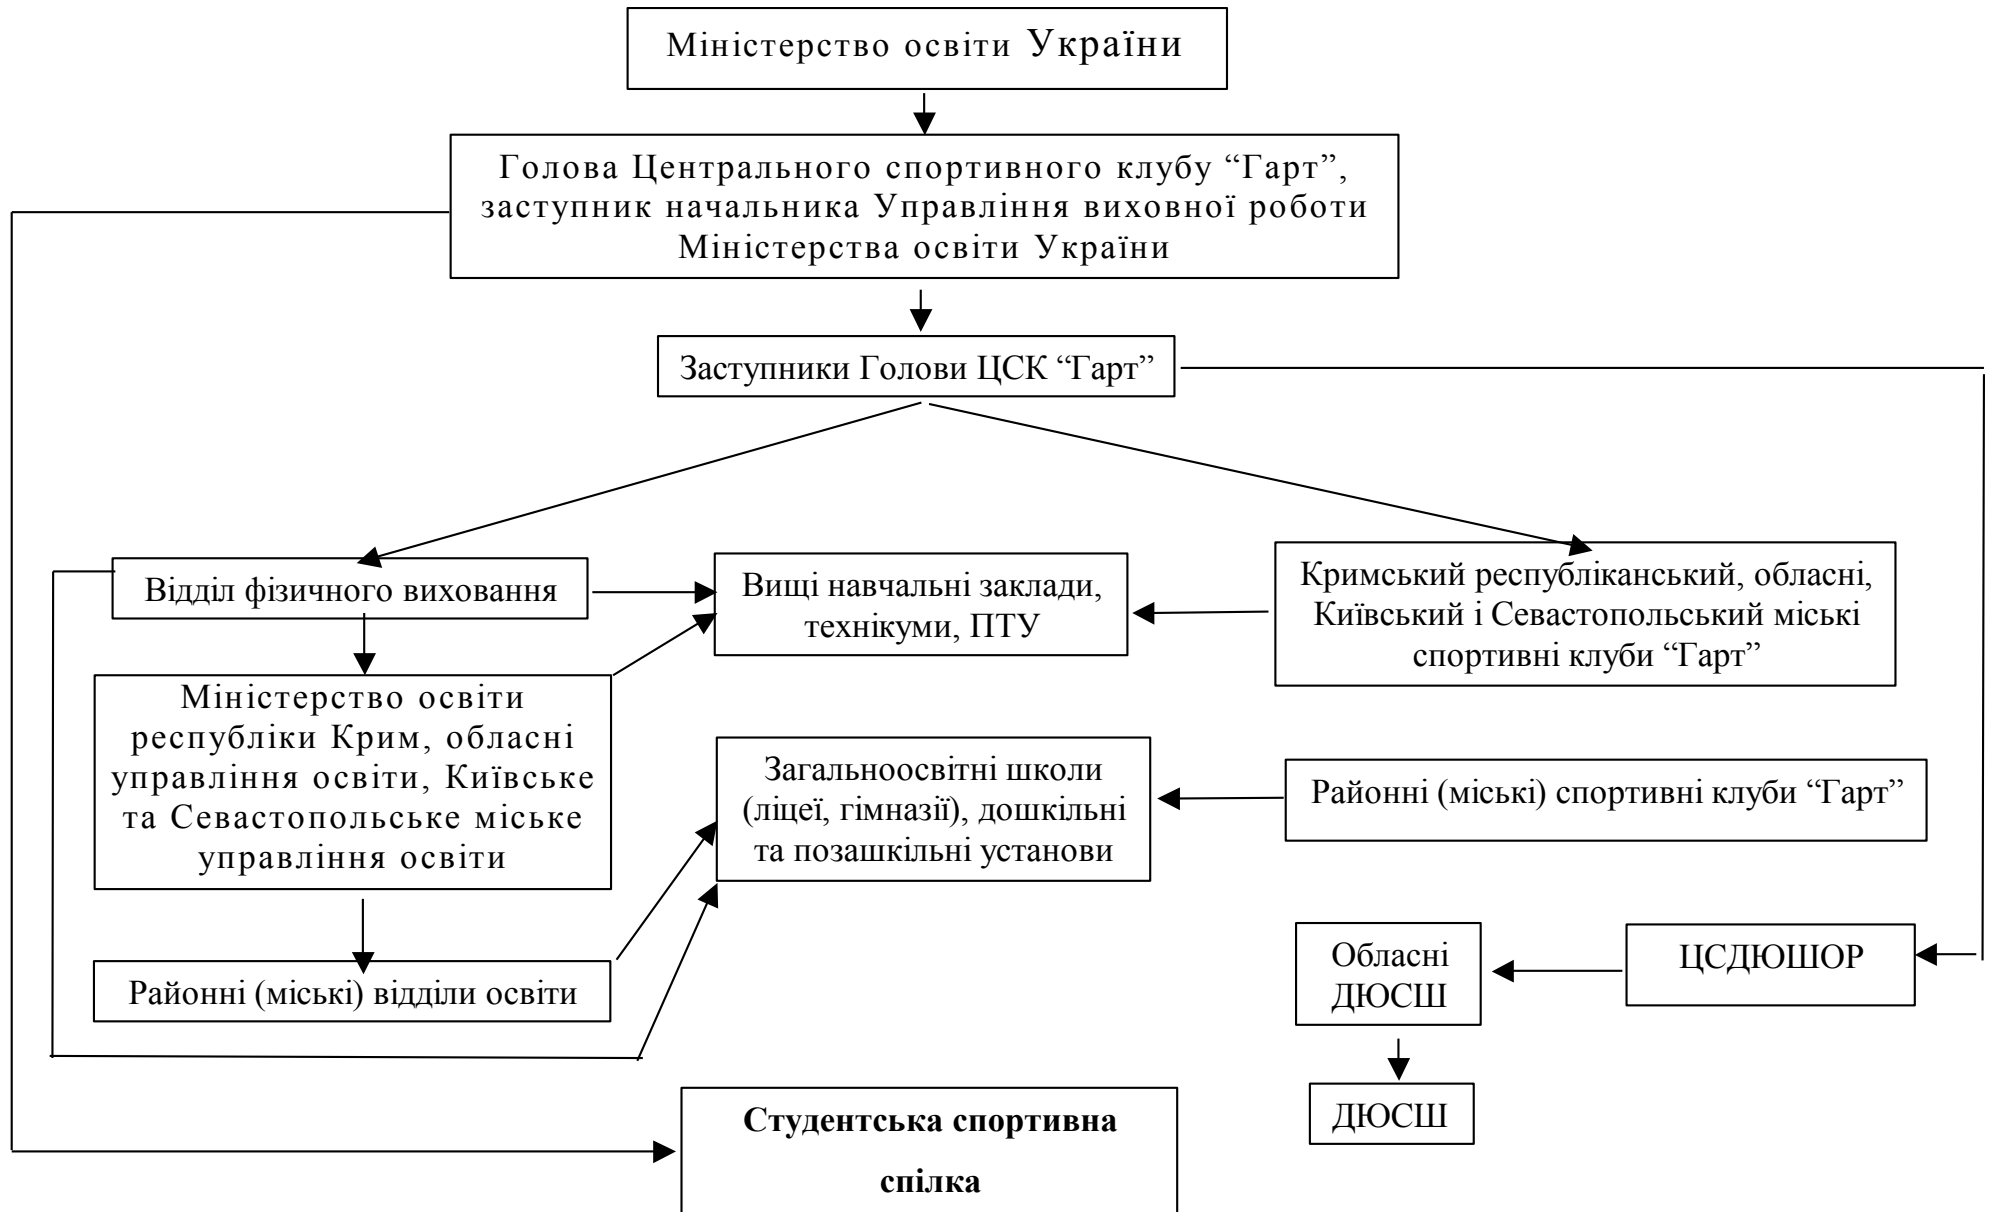 Міністерство освіти України
Голова Центрального спортивного клубу “Гарт”,
заступник начальника Управління виховної роботи
Міністерства освіти України
Заступники Голови ЦСК “Гарт”
Відділ фізичного виховання
Вищі навчальні заклади,
технікуми, ПТУ
Кримський республіканський, обласні,
Київський і Севастопольський міські
спортивні клуби “Гарт”
Міністерство освіти
республіки Крим, обласні
управління освіти, Київське
та Севастопольське міське
управління освіти
Загальноосвітні школи
(ліцеї, гімназії), дошкільні
та позашкільні установи
Районні (міські) спортивні клуби “Гарт”
Районні (міські) відділи освіти
Обласні
ДЮСШ
ЦСДЮШОР
ДЮСШ
Студентська спортивна
спілка